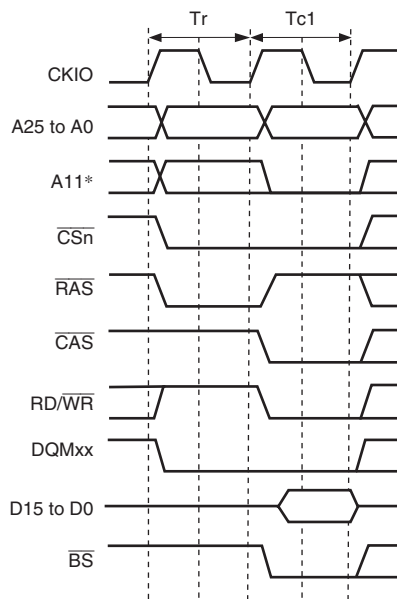 Tr Tc1
CKIO
A25 to A0
A11*
CSn
RAS
CAS
RD/WR
DQMxx
D15 to D0
BS